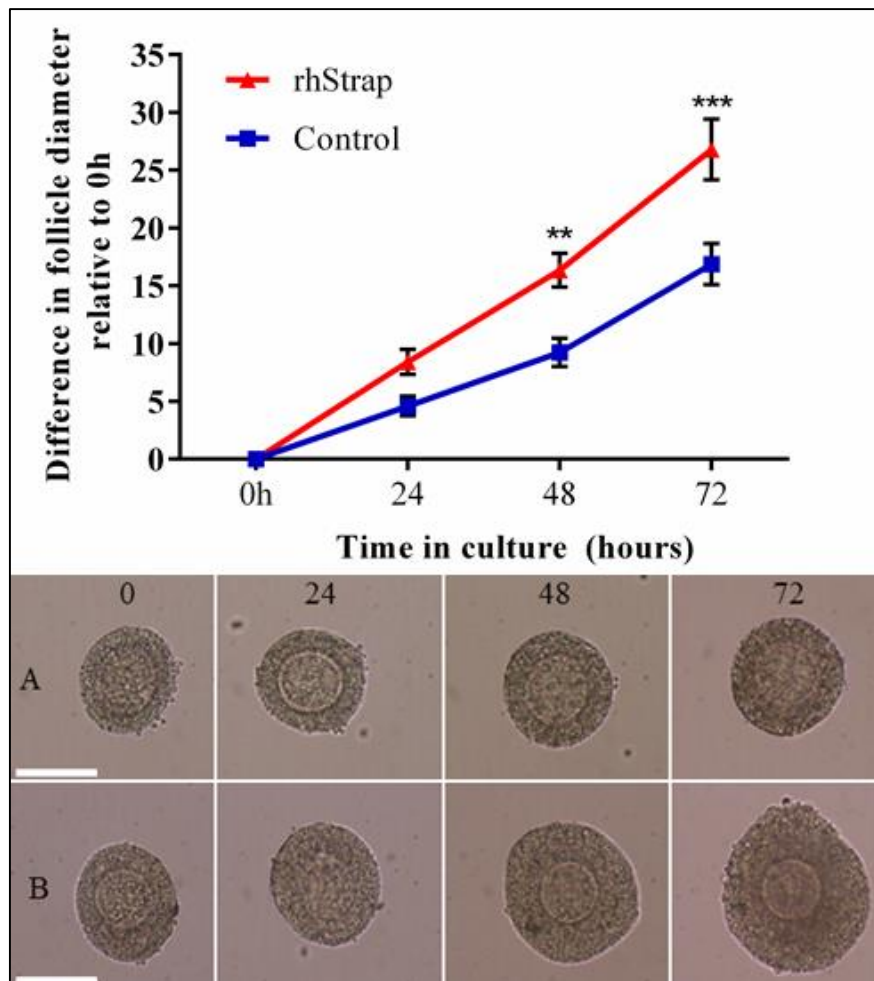 Difference in follicle diameter
relative to 0h
35
30
25
20
15
10
5
0
rhStrap
Control
**
***
0h 24 48 72
Time in culture (hours)
0 24 48 72
A
B